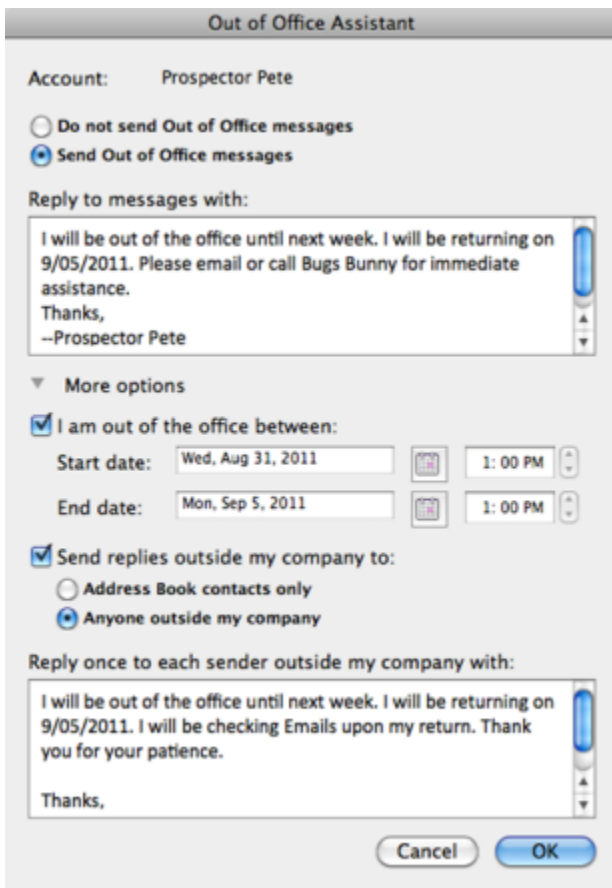 Out of Office Assistant
Account: Prospector Pete
Do not send Out of Office messages
Send Out of Office messages
Reply to messages with:
I will be out of the office until next week. I will be returning on
9/05/2011. Please email or call Bugs Bunny for immediate
assistance.
Thanks,
--Prospector Pete
More options
I am out of the office between:
Start date: Wed, Aug 31, 2011 1: 00 PM
End date: Mon, Sep 5, 2011 1: 00 PM
Send replies outside my company to:
Address Book contacts only
Anyone outside my company
Reply once to each sender outside my company with:
I will be out of the office until next week. I will be returning on
9/05/2011. I will be checking Emails upon my return. Thank
you for your patience.
Thanks,
Cancel OK